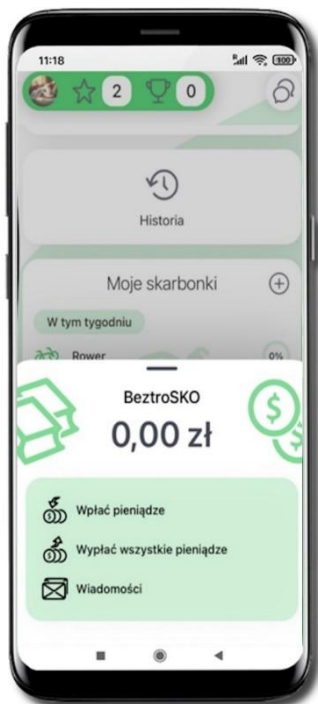 11:18
100
2
0
Historia
Moje skarbonki
W tym tygodniu
Rower
0%
BeztroSKO
0,00 zł
Wpłać pieniądze
Wypłać wszystkie pieniądze
Wiadomości